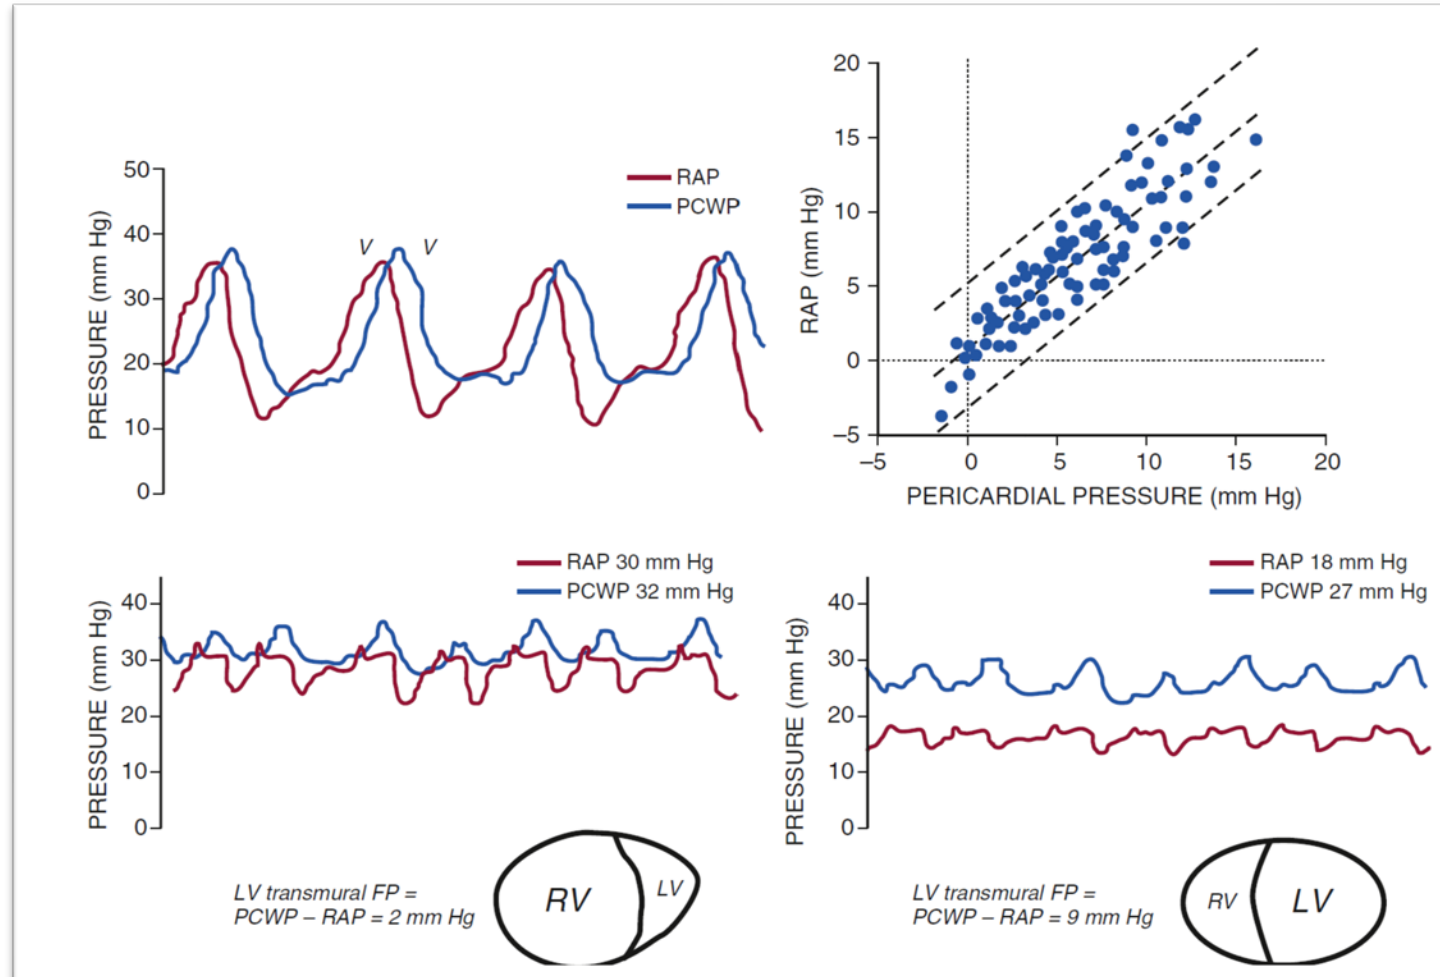 50
40
30
20
10
0
PRESSURE (mm Hg)
RAP
PCWP
V
V
20
15
10
5
0
–5
RAP (mm Hg)
–5
0
5
10
15
20
PERICARDIAL PRESSURE (mm Hg)
RAP 30 mm Hg
PCWP 32 mm Hg
40
30
20
10
0
PRESSURE (mm Hg)
LV transmural FP =
PCWP – RAP = 2 mm Hg
RV
LV
RAP 18 mm Hg
PCWP 27 mm Hg
40
30
20
10
0
PRESSURE (mm Hg)
LV transmural FP =
PCWP – RAP = 9 mm Hg
RV
LV